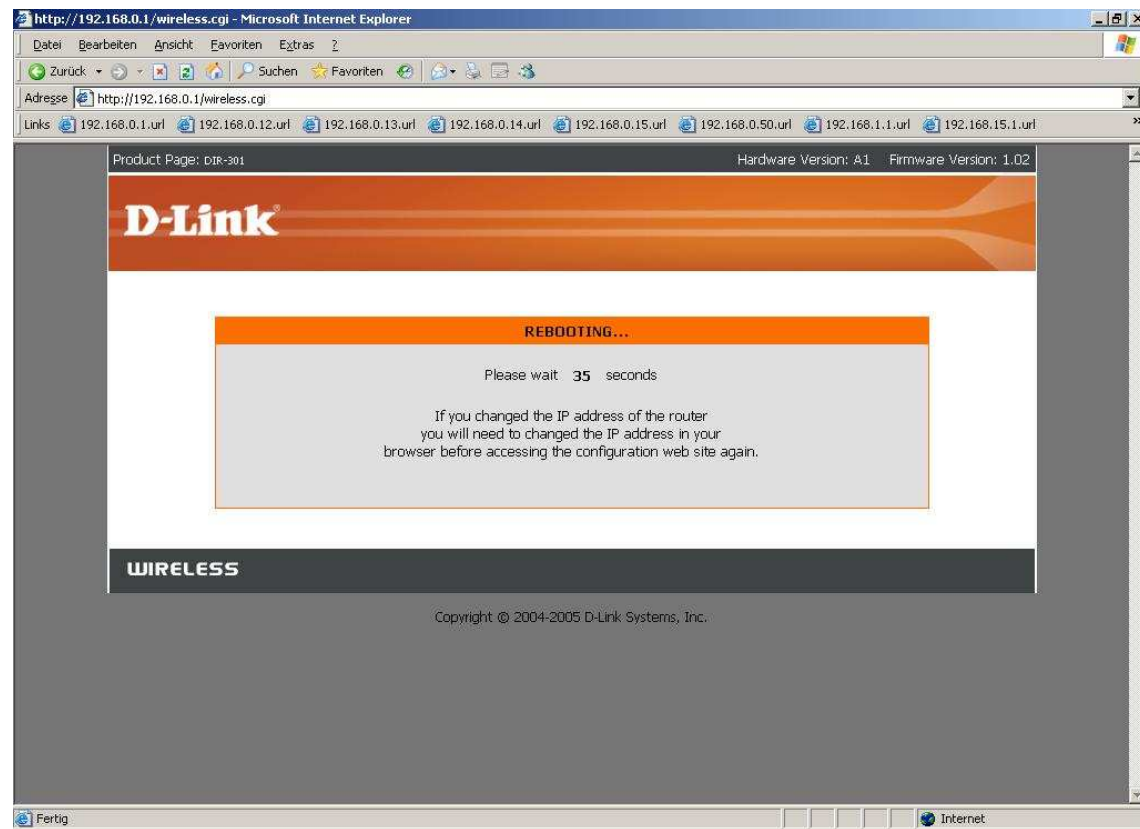 http://192.168.0.1/wireless.cgi - Microsoft Internet Explorer
Datei Bearbeiten Ansicht Favoriten Extras ?
Zurück Suchen Favoriten
Adresse http://192.168.0.1/wireless.cgi
Links 192.168.0.1.url 192.168.0.12.url 192.168.0.13.url 192.168.0.14.url 192.168.0.15.url 192.168.0.50.url 192.168.1.1.url 192.168.15.1.url »
Product Page: DIR-301 Hardware Version: A1 Firmware Version: 1.02
D-Link®
REBOOTING...
Please wait 35 seconds
If you changed the IP address of the router
you will need to changed the IP address in your
browser before accessing the configuration web site again.
WIRELESS
Copyright © 2004-2005 D-Link Systems, Inc.
Fertig Internet